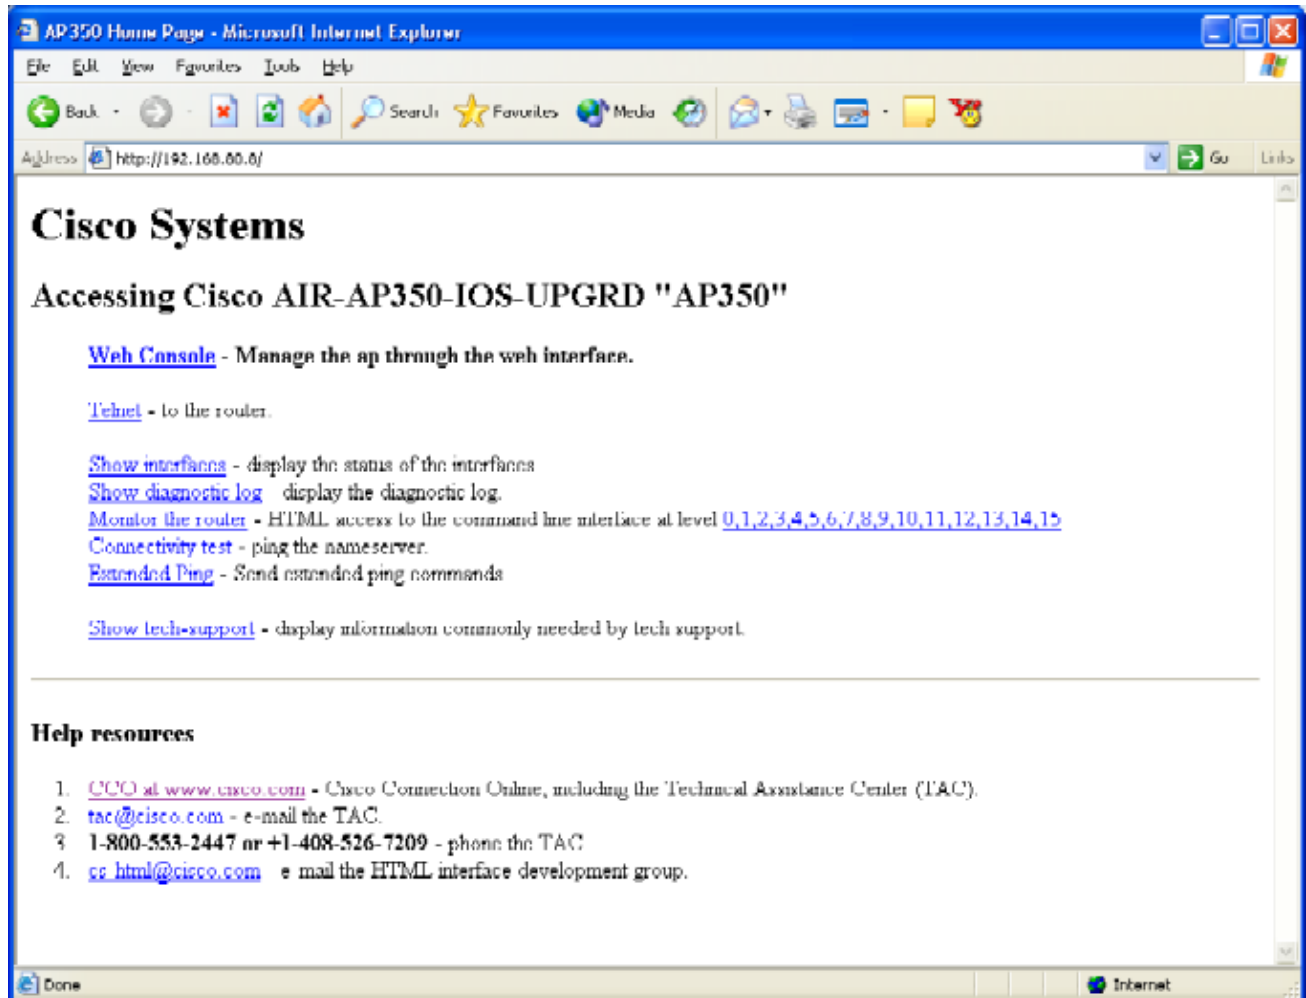 AP350 Home Page - Microsoft Internet Explorer
File Edit View Favorites Tools Help
Back Search Favorites Media
Address http://192.168.80.8/ Go Links
Cisco Systems
Accessing Cisco AIR-AP350-IOS-UPGRD "AP350"
Web Console - Manage the ap through the web interface.
Telnet - to the router.
Show interfaces - display the status of the interfaces
Show diagnostic log display the diagnostic log.
Monitor the router - HTML access to the command line interface at level 0,1,2,3,4,5,6,7,8,9,10,11,12,13,14,15
Connectivity test - ping the nameserver.
Extended Ping - Send extended ping commands
Show tech-support - display information commonly needed by tech support.
Help resources
1. CCO at www.cisco.com - Cisco Connection Online, including the Technical Assistance Center (TAC).
2. tac@cisco.com - e-mail the TAC.
3 1-800-553-2447 or +1-408-526-7209 - phone the TAC
4. cs html@cisco.com e mail the HTML interface development group.
Done Internet